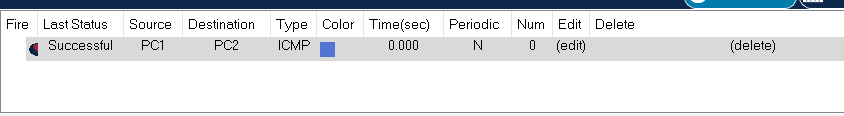 Fire Last Status Source Destination Type Color Time(sec) Periodic Num Edit Delete
Successful PC1 PC2 ICMP 0.000 N 0 (edit) (delete)